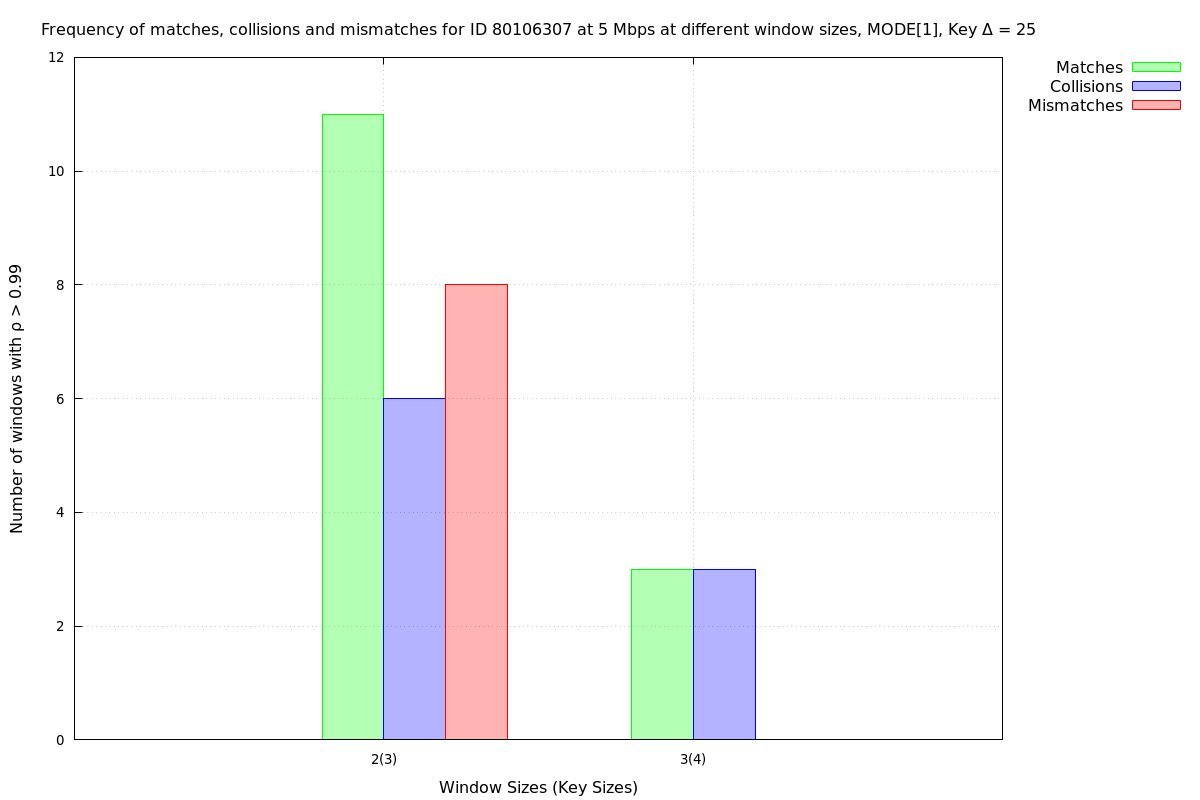 Frequency of matches, collisions and mismatches for ID 80106307 at 5 Mbps at different window sizes, MODE[1], Key Δ = 25
Matches
Collisions
Mismatches
Number of windows with ρ > 0.99
12
10
8
6
4
2
0
2(3)
3(4)
Window Sizes (Key Sizes)